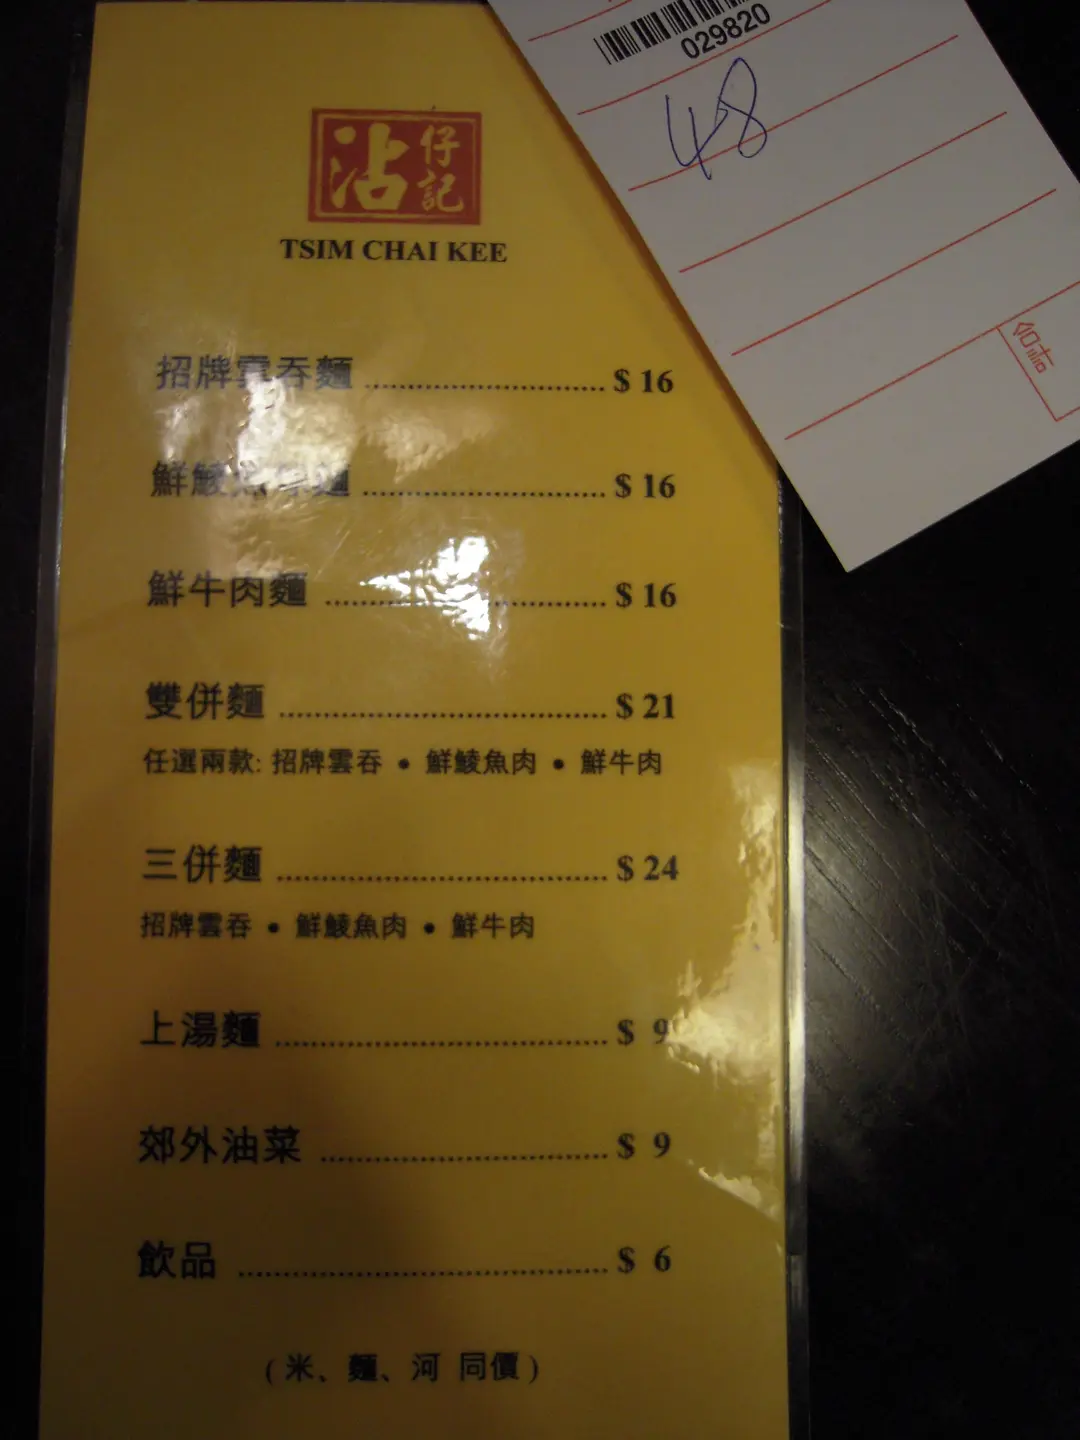 029820
48
沾仔記
TSIM CHAI KEE
招牌雲吞麵 $ 16
鮮鯪 麵 $ 16
鮮牛肉麵 $ 16
雙併麵 $ 21
任選兩款: 招牌雲吞 • 鮮鯪魚肉 • 鮮牛肉
三併麵 $ 24
招牌雲吞 • 鮮鯪魚肉 • 鮮牛肉
上湯麵 $ 9
郊外油菜 $ 9
飲品 $ 6
( 米、麵、河 同價 )